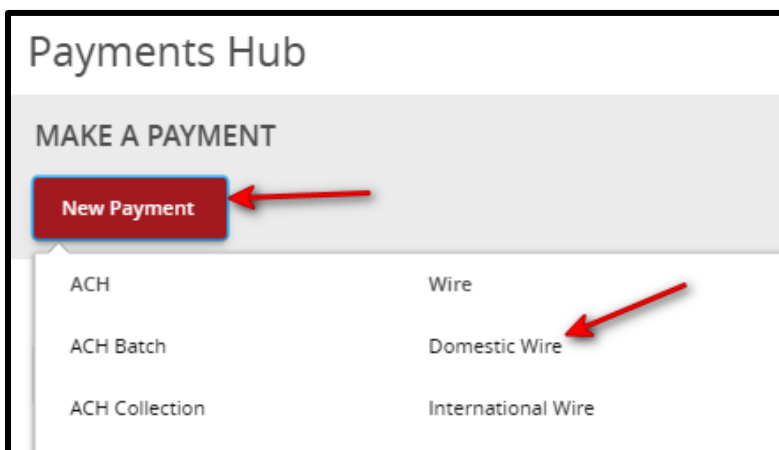 Payments Hub
MAKE A PAYMENT
New Payment
ACH
Wire
ACH Batch
Domestic Wire
ACH Collection
International Wire